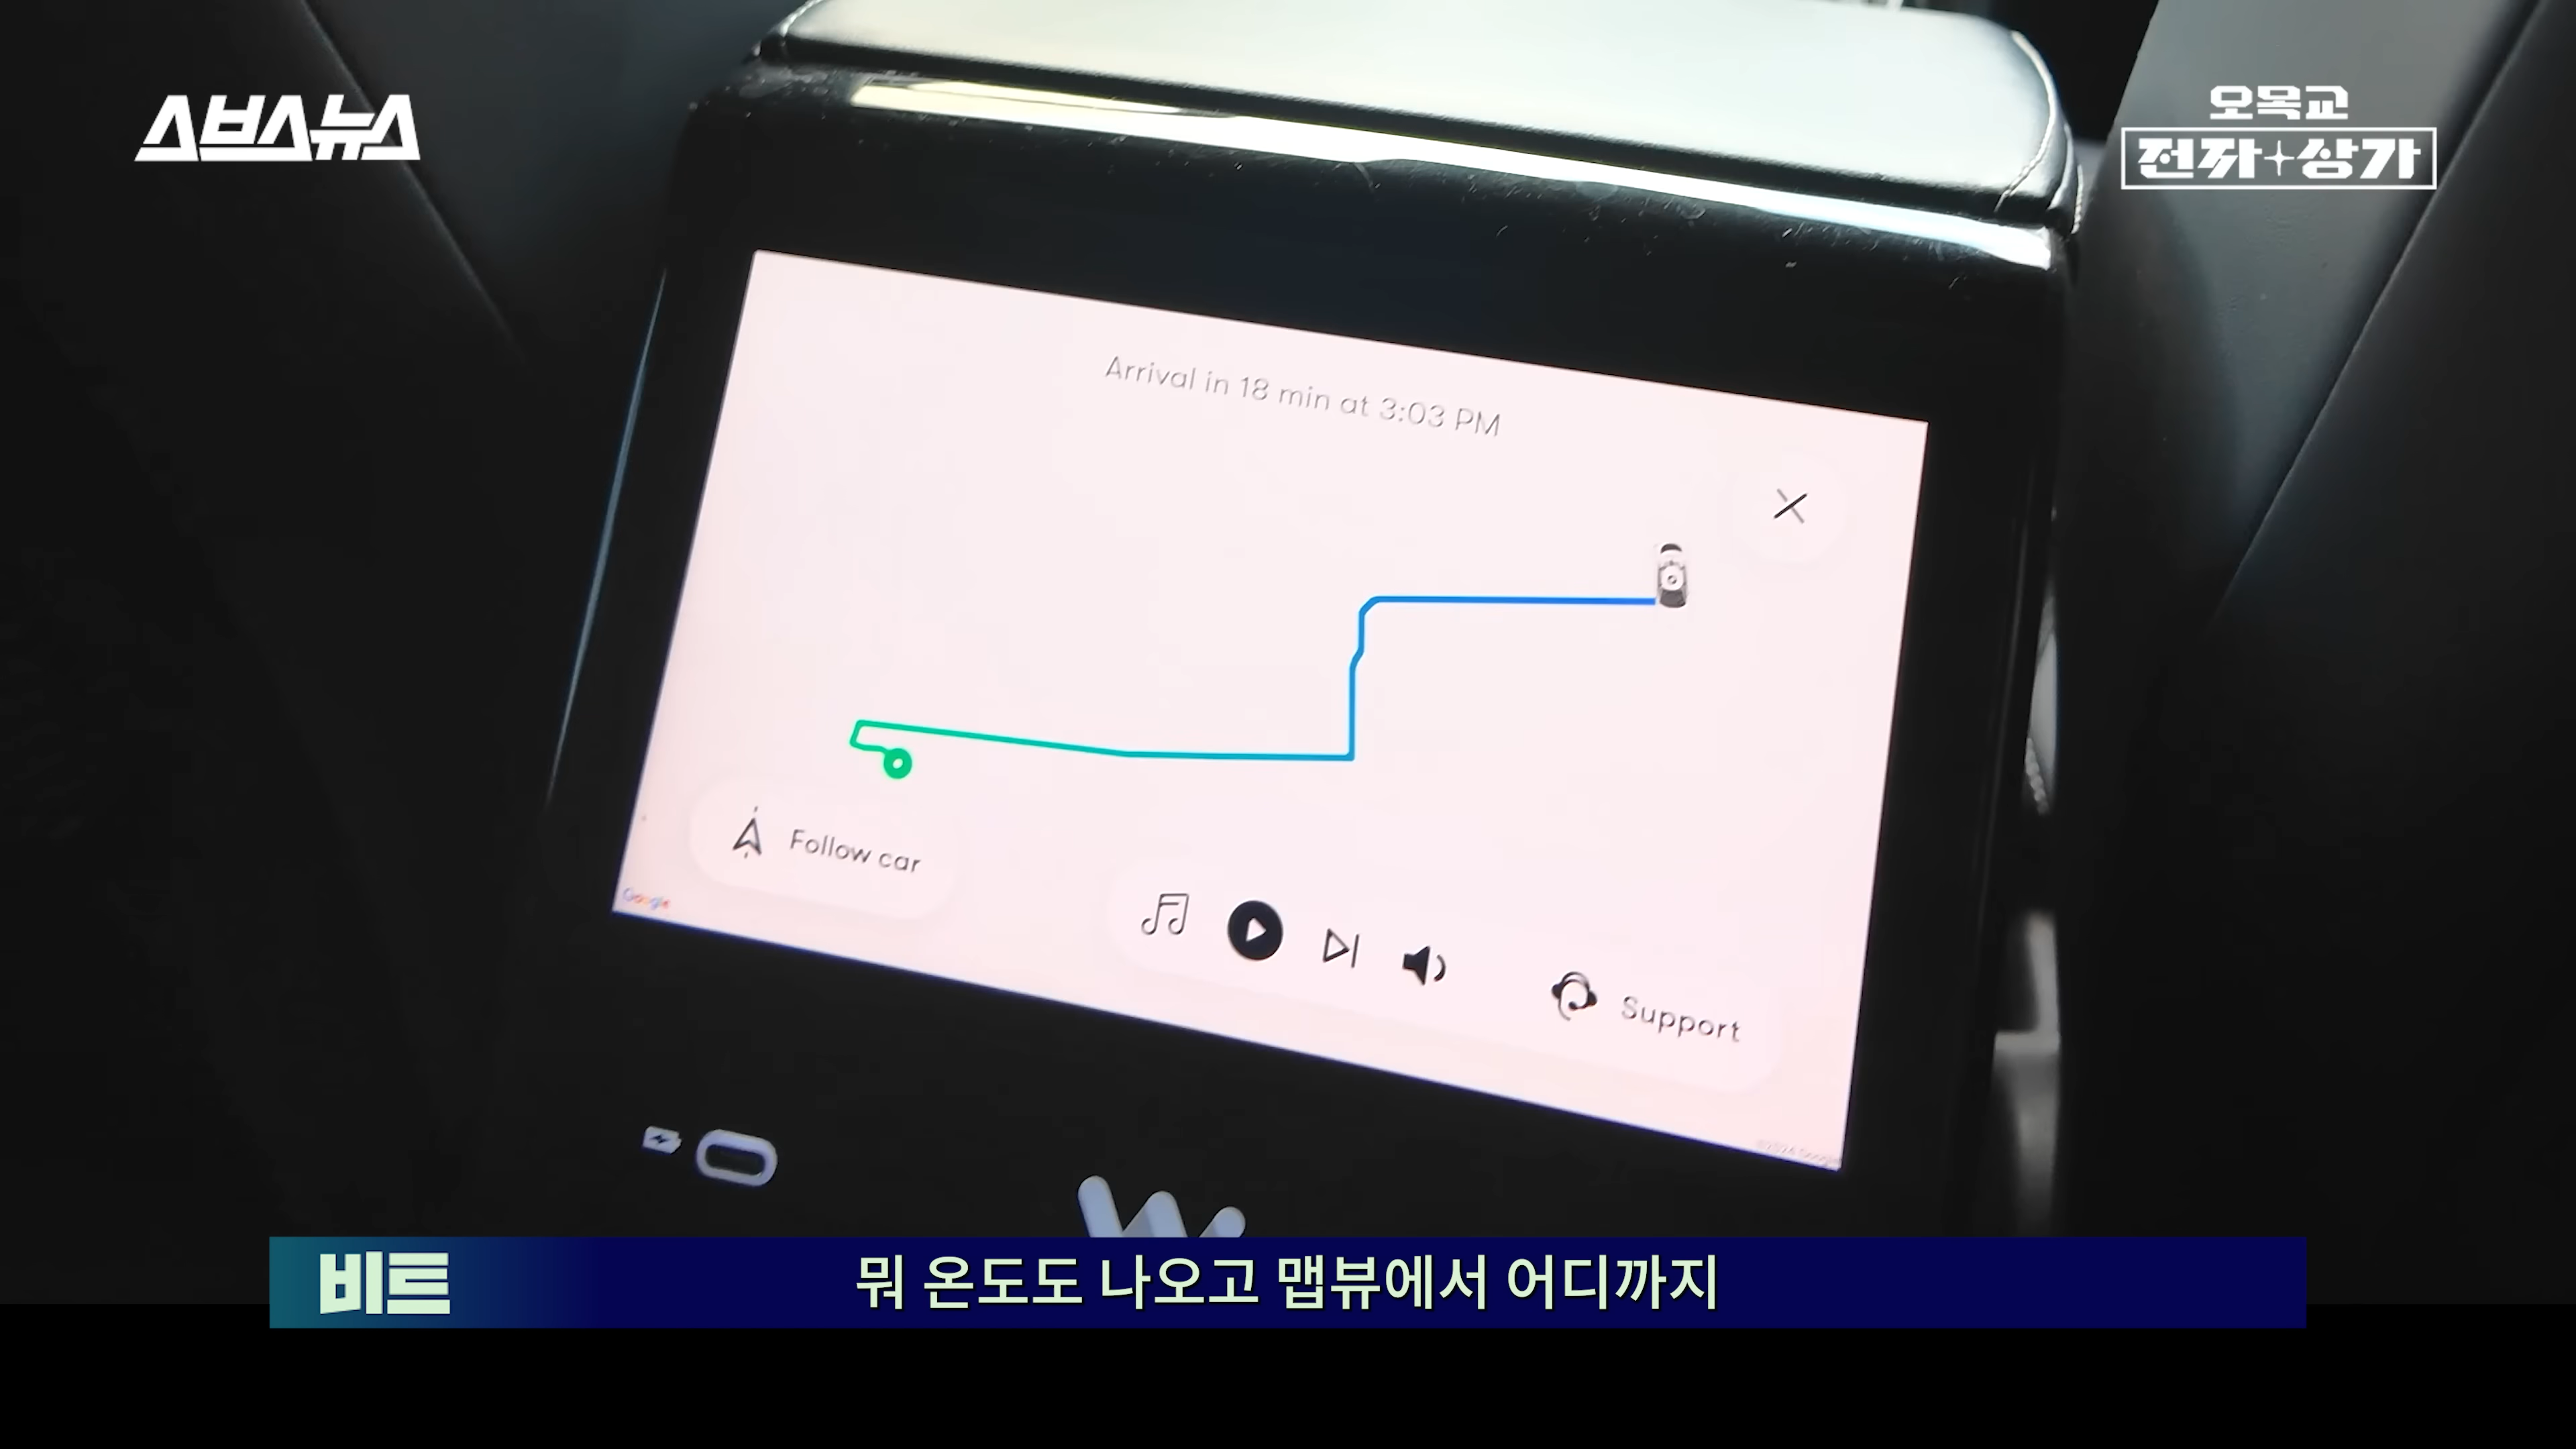 스브스뉴스
오목교
전자상가
Arrival in 18 min at 3:03 PM
Follow car
Google
Support
비트
뭐 온도도 나오고 맵뷰에서 어디까지